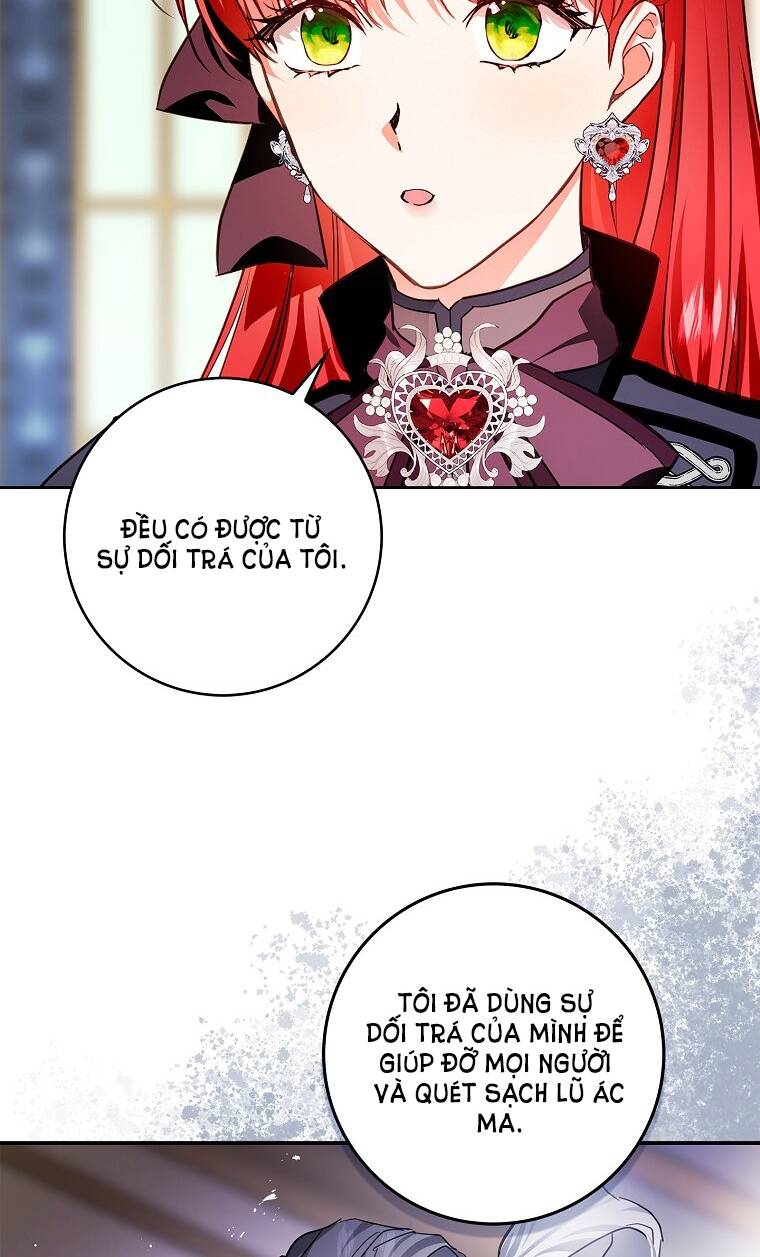 ĐỀU CÓ ĐƯỢC TỪ
SỰ DỐI TRÁ CỦA TÔI.
TÔI ĐÃ DÙNG SỰ
DỐI TRÁ CỦA MÌNH ĐỂ
GIÚP ĐỠ MỌI NGƯỜI
VÀ QUÉT SẠCH LŨ ÁC
MA.